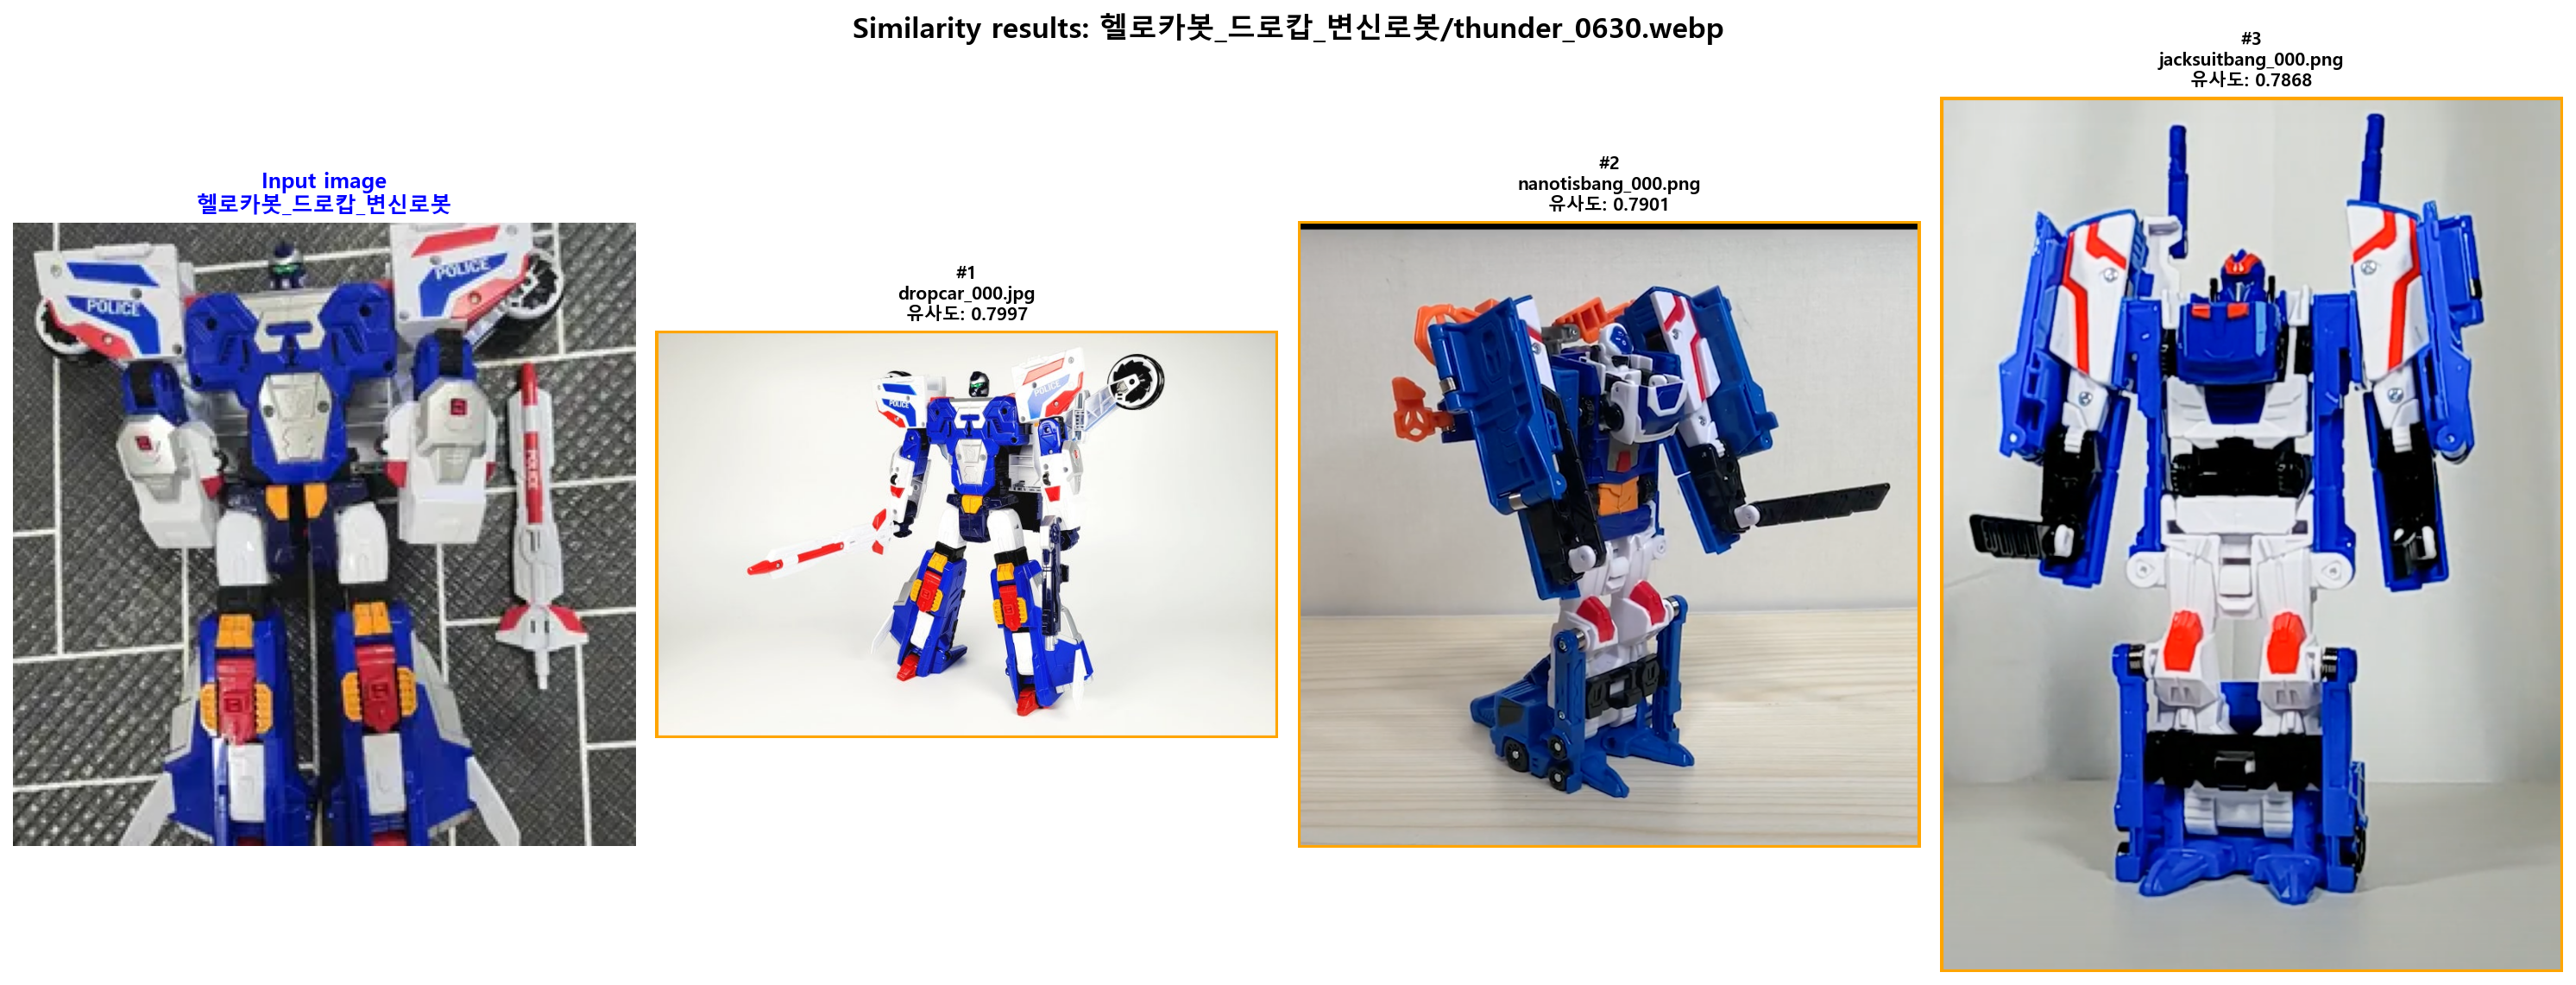 Similarity results: 헬로카봇_드로캅_변신로봇/thunder_0630.webp
Input image
헬로카봇_드로캅_변신로봇
POLICE
POLICE
POLICE
#1
dropcar_000.jpg
유사도: 0.7997
POLICE
POLICE
#2
nanotisbang_000.png
유사도: 0.7901
#3
jacksuitbang_000.png
유사도: 0.7868